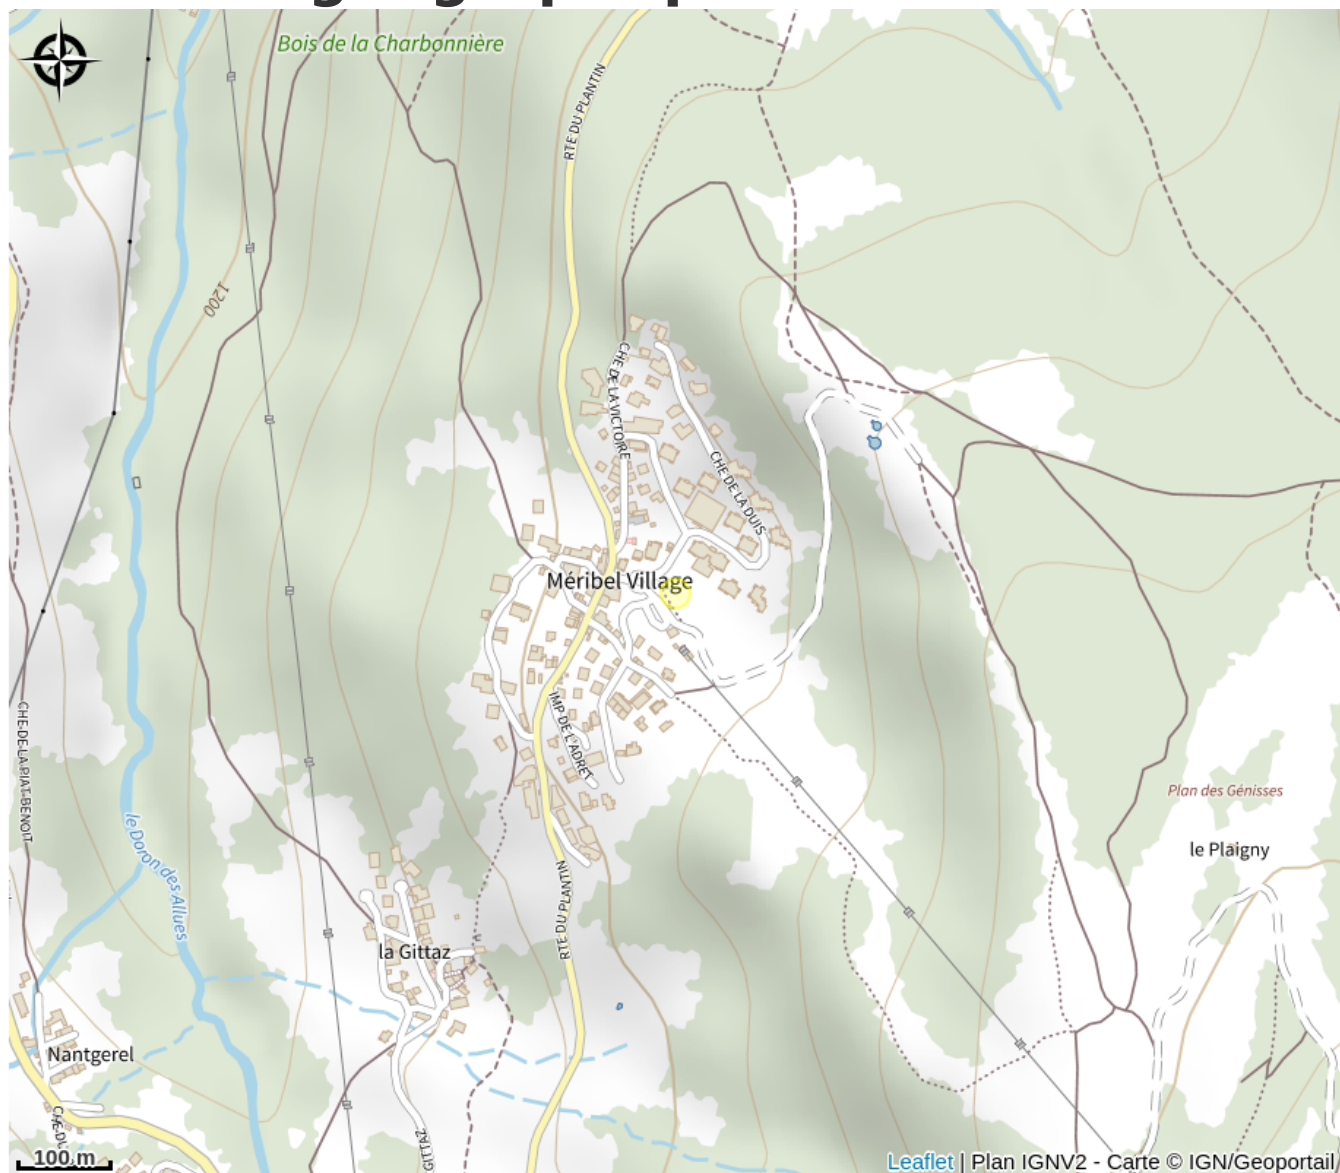 Bois de la Charbonnière
RTE DU PLANTIN
1200
CHE DE LA VICTOIRE
CHE DE LA DUIS
Méribel Village
IMP DE L'ADRET
CHE DE LA PIAT BENOIT
Plan des Génisses
le Plaigny
le Doron des Allues
RTE DU PLANTIN
la Gittaz
Nantgerel
GITTAZ
100 m
Leaflet | Plan IGNV2 - Carte © IGN/Geoportail